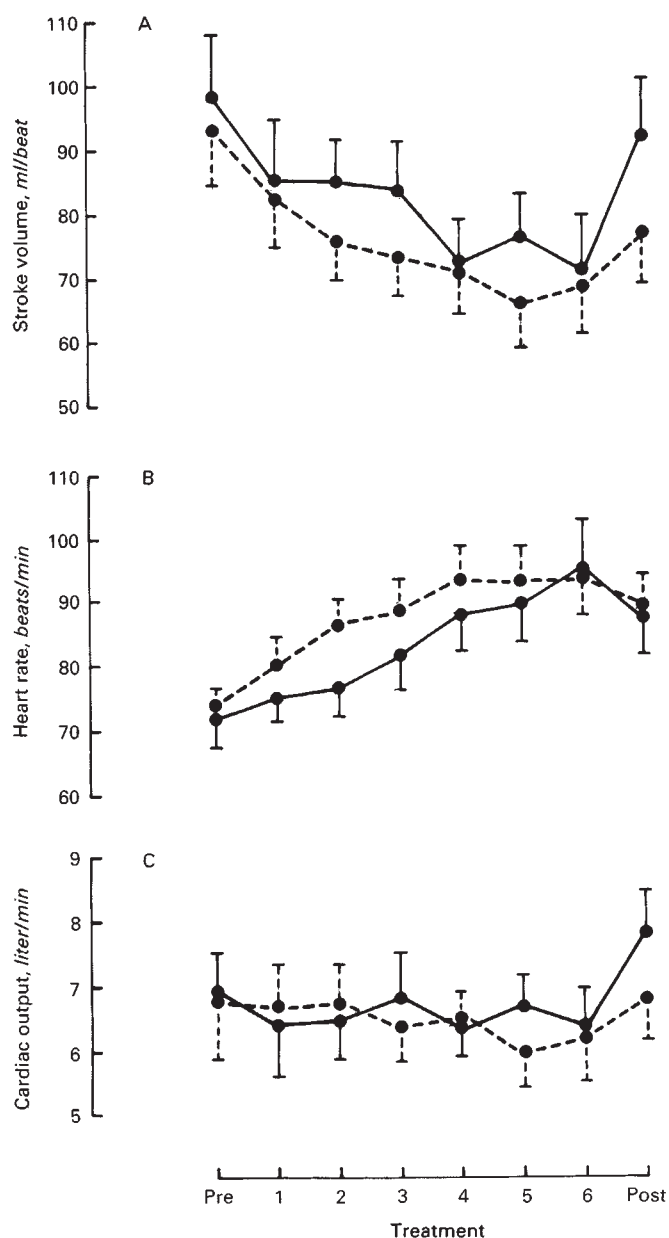 A
110
100
90
80
70
60
50
Stroke volume, ml/beat
B
110
100
90
80
70
60
Heart rate, beats/min
C
9
8
7
6
5
Cardiac output, liter/min
Pre 1 2 3 4 5 6 Post
Treatment